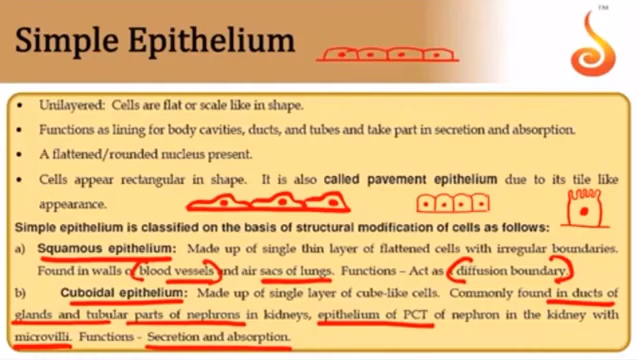 Simple Epithelium
TM
• Unilayered: Cells are flat or scale like in shape.
• Functions as lining for body cavities, ducts, and tubes and take part in secretion and absorption.
• A flattened/rounded nucleus present.
• Cells appear rectangular in shape. It is also called pavement epithelium due to its tile like
appearance.
Simple epithelium is classified on the basis of structural modification of cells as follows:
a) Squamous epithelium: Made up of single thin layer of flattened cells with irregular boundaries.
Found in walls blood vessels and air sacs of lungs. Functions – Act as diffusion boundary.
b) Cuboidal epithelium: Made up of single layer of cube-like cells. Commonly found in ducts of
glands and tubular parts of nephrons in kidneys, epithelium of PCT of nephron in the kidney with
microvilli. Functions - Secretion and absorption.